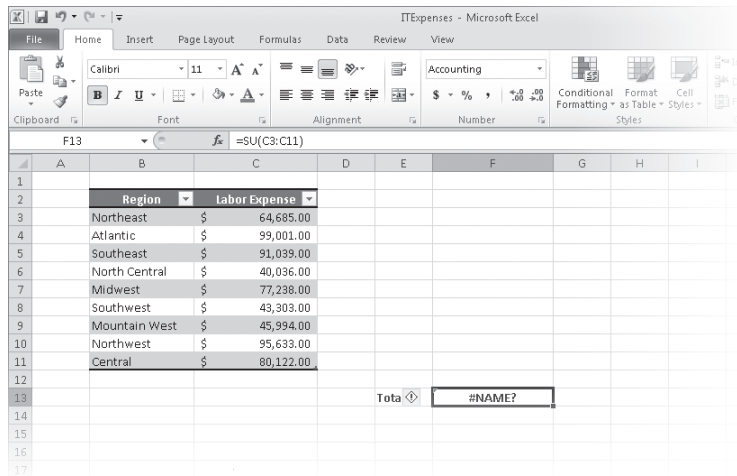 ITExpenses - Microsoft Excel
File Home Insert Page Layout Formulas Data Review View
Calibri 11 A A Accounting
Paste B I U A $ % , .0 .00 .00 .0 Conditional Formatting Format as Table Cell Styles
Clipboard Font Alignment Number Styles
F13 fx =SU(C3:C11)
A B C D E F G H I
1
2 Region Labor Expense
3 Northeast $ 64,685.00
4 Atlantic $ 99,001.00
5 Southeast $ 91,039.00
6 North Central $ 40,036.00
7 Midwest $ 77,238.00
8 Southwest $ 43,303.00
9 Mountain West $ 45,994.00
10 Northwest $ 95,633.00
11 Central $ 80,122.00
12
13 Tota #NAME?
14
15
16
17